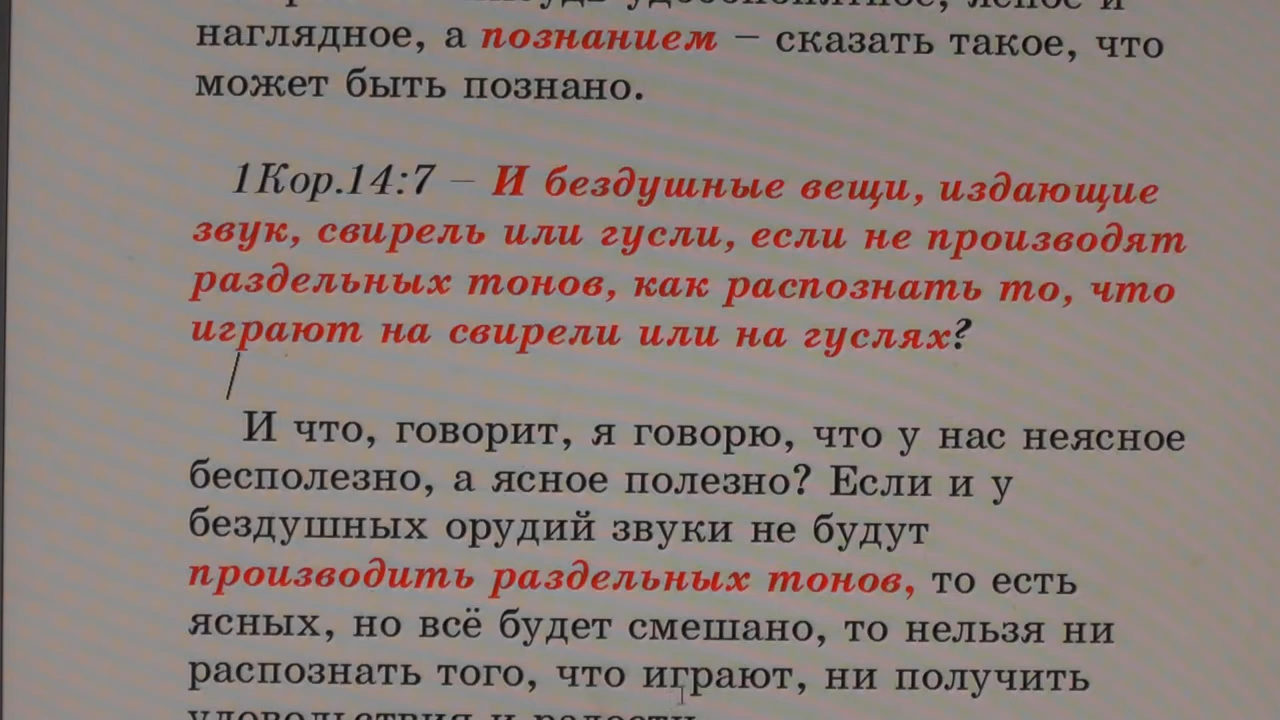 наглядное, а познанием – сказать такое, что
может быть познано.
1Кор.14:7 – И бездушные вещи, издающие
звук, свирель или гусли, если не производят
раздельных тонов, как распознать то, что
играют на свирели или на гуслях?
И что, говорит, я говорю, что у нас неясное
бесполезно, а ясное полезно? Если и у
бездушных орудий звуки не будут
производить раздельных тонов, то есть
ясных, но всё будет смешано, то нельзя ни
распознать того, что играют, ни получить